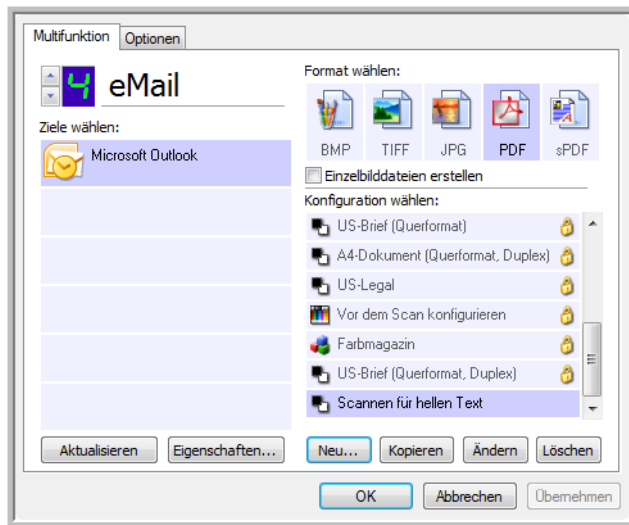 Multifunktion Optionen
4 eMail
Ziele wählen:
Microsoft Outlook
Format wählen:
BMP TIFF JPG PDF sPDF
Einzelbilddateien erstellen
Konfiguration wählen:
US-Brief (Querformat)
A4-Dokument (Querformat, Duplex)
US-Legal
Vor dem Scan konfigurieren
Farbmagazin
US-Brief (Querformat, Duplex)
Scannen für hellen Text
Aktualisieren Eigenschaften... Neu... Kopieren Ändern Löschen
OK Abbrechen Übernehmen